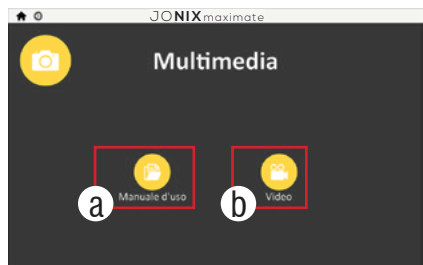 JONIXmaximate
Multimedia
a
Manuale d'uso
b
Video